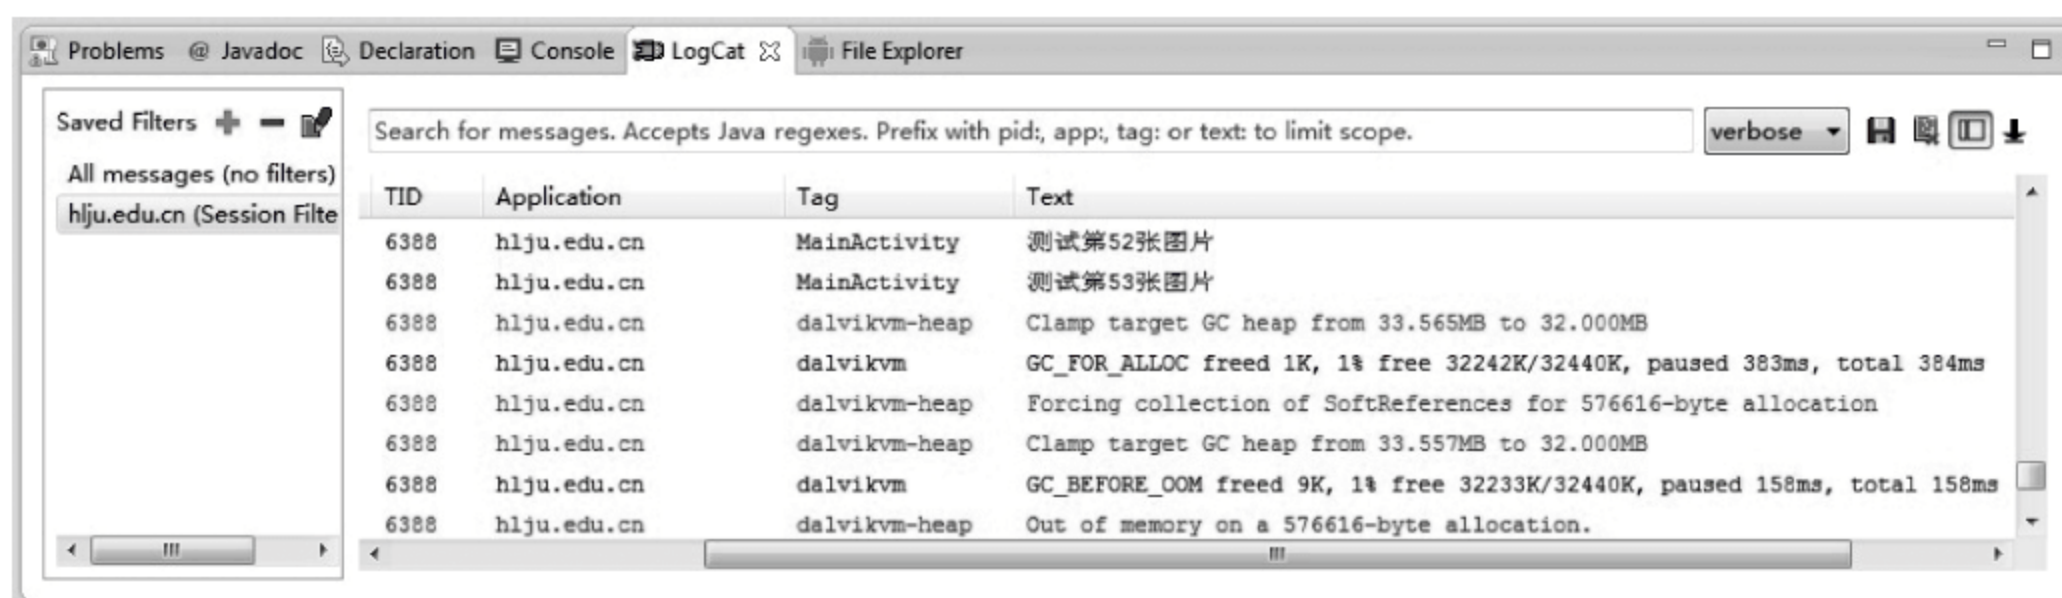 Problems @ Javadoc Declaration Console LogCat File Explorer
Saved Filters
All messages (no filters)
hlju.edu.cn (Session Filte
Search for messages. Accepts Java regexes. Prefix with pid:, app:, tag: or text: to limit scope.
verbose
TID Application Tag Text
6388 hlju.edu.cn MainActivity 测试第52张图片
6388 hlju.edu.cn MainActivity 测试第53张图片
6388 hlju.edu.cn dalvikvm-heap Clamp target GC heap from 33.565MB to 32.000MB
6388 hlju.edu.cn dalvikvm GC_FOR_ALLOC freed 1K, 1% free 32242K/32440K, paused 383ms, total 384ms
6388 hlju.edu.cn dalvikvm-heap Forcing collection of SoftReferences for 576616-byte allocation
6388 hlju.edu.cn dalvikvm-heap Clamp target GC heap from 33.557MB to 32.000MB
6388 hlju.edu.cn dalvikvm GC_BEFORE_OOM freed 9K, 1% free 32233K/32440K, paused 158ms, total 158ms
6388 hlju.edu.cn dalvikvm-heap Out of memory on a 576616-byte allocation.